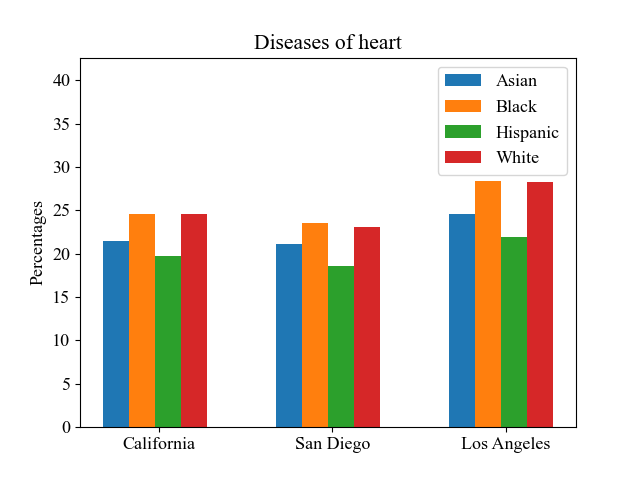 Diseases of heart
Percentages
40
35
30
25
20
15
10
5
0
Asian
Black
Hispanic
White
California
San Diego
Los Angeles